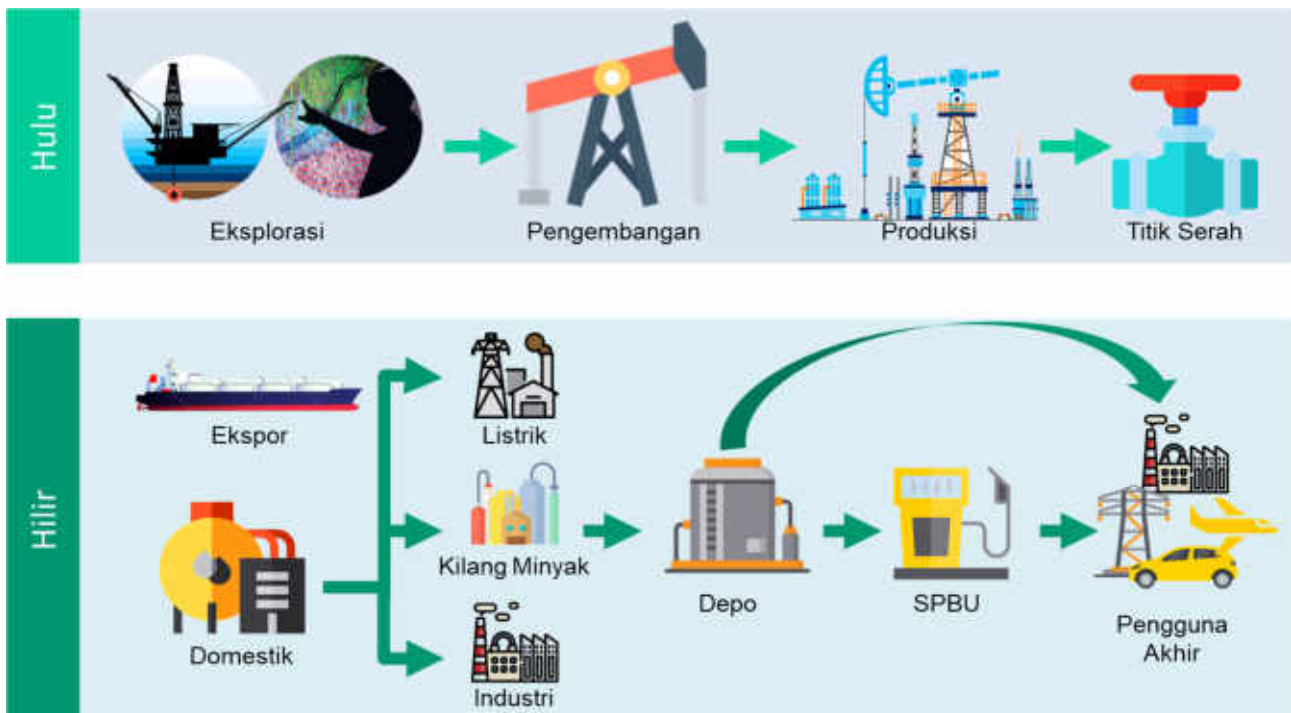 Hulu
Eksplorasi
Pengembangan
Produksi
Titik Serah
Hilir
Ekspor
Listrik
Domestik
Kilang Minyak
Industri
Depo
SPBU
Pengguna
Akhir